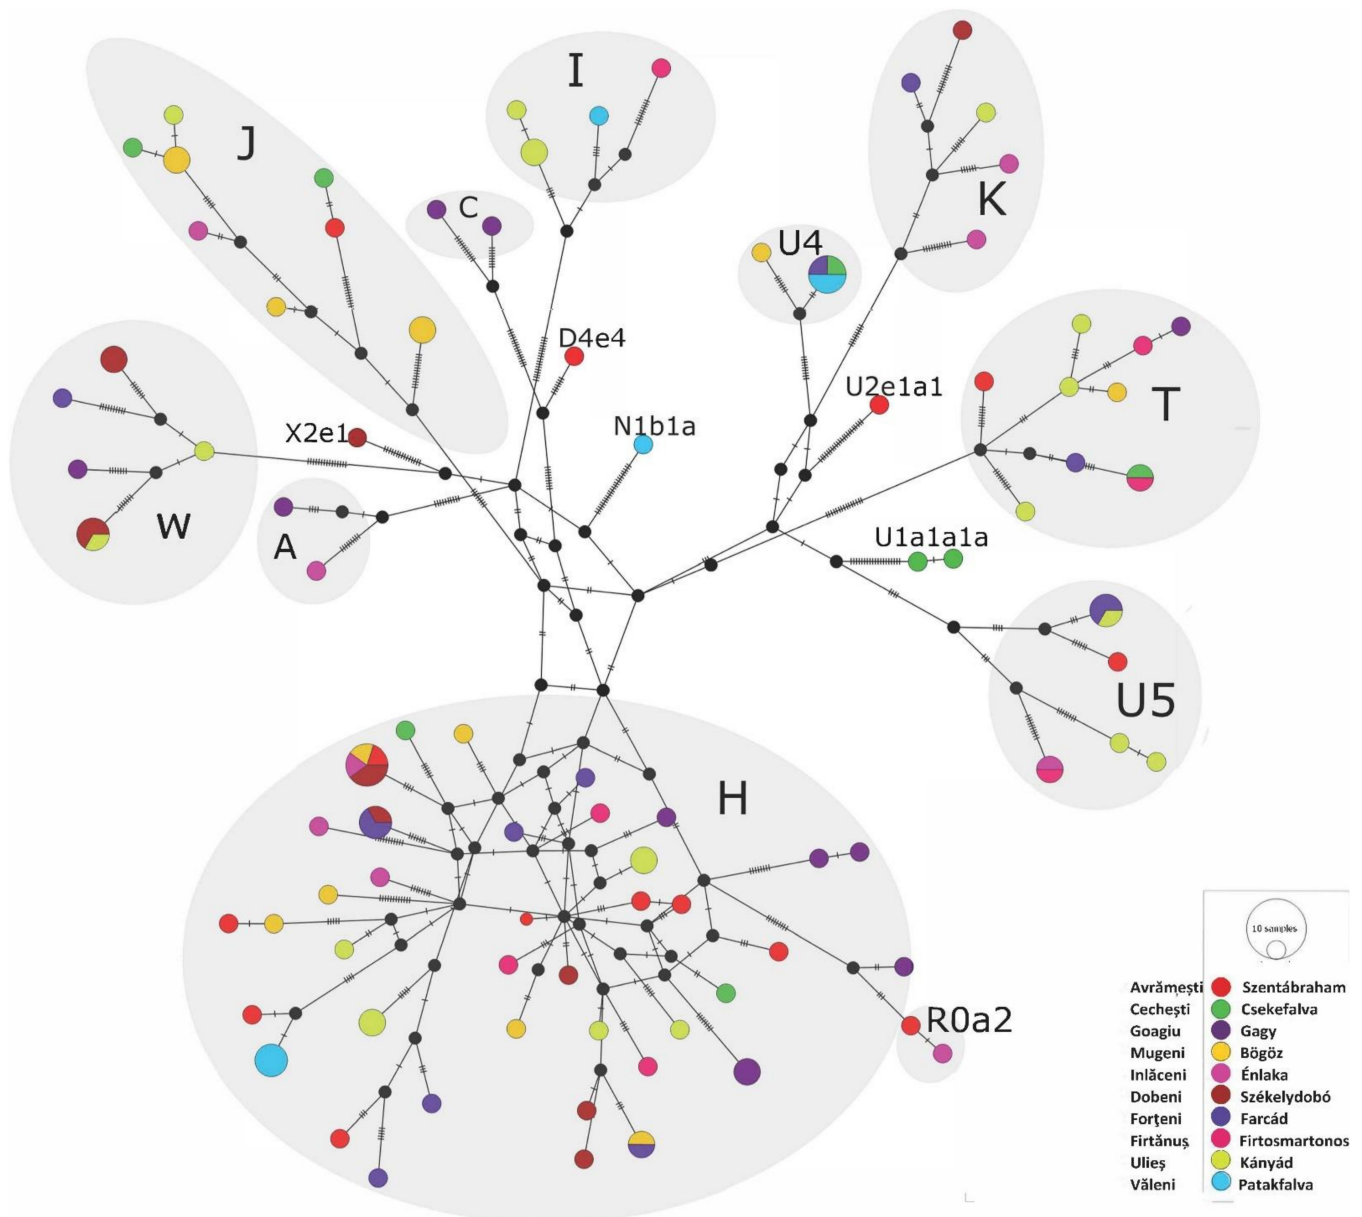 I
J
K
C
U4
D4e4
U2e1a1
T
X2e1
N1b1a
W
A
U1a1a1a
U5
H
R0a2
10 samples
Avrămești Szentábraham
Cechești Csekefalva
Goagiu Gagy
Mugeni Bögöz
Inlăceni Énlaka
Dobeni Székelydobó
Forțeni Farcád
Firtănuș Firtosmartonos
Ulieș Kányád
Văleni Patakfalva